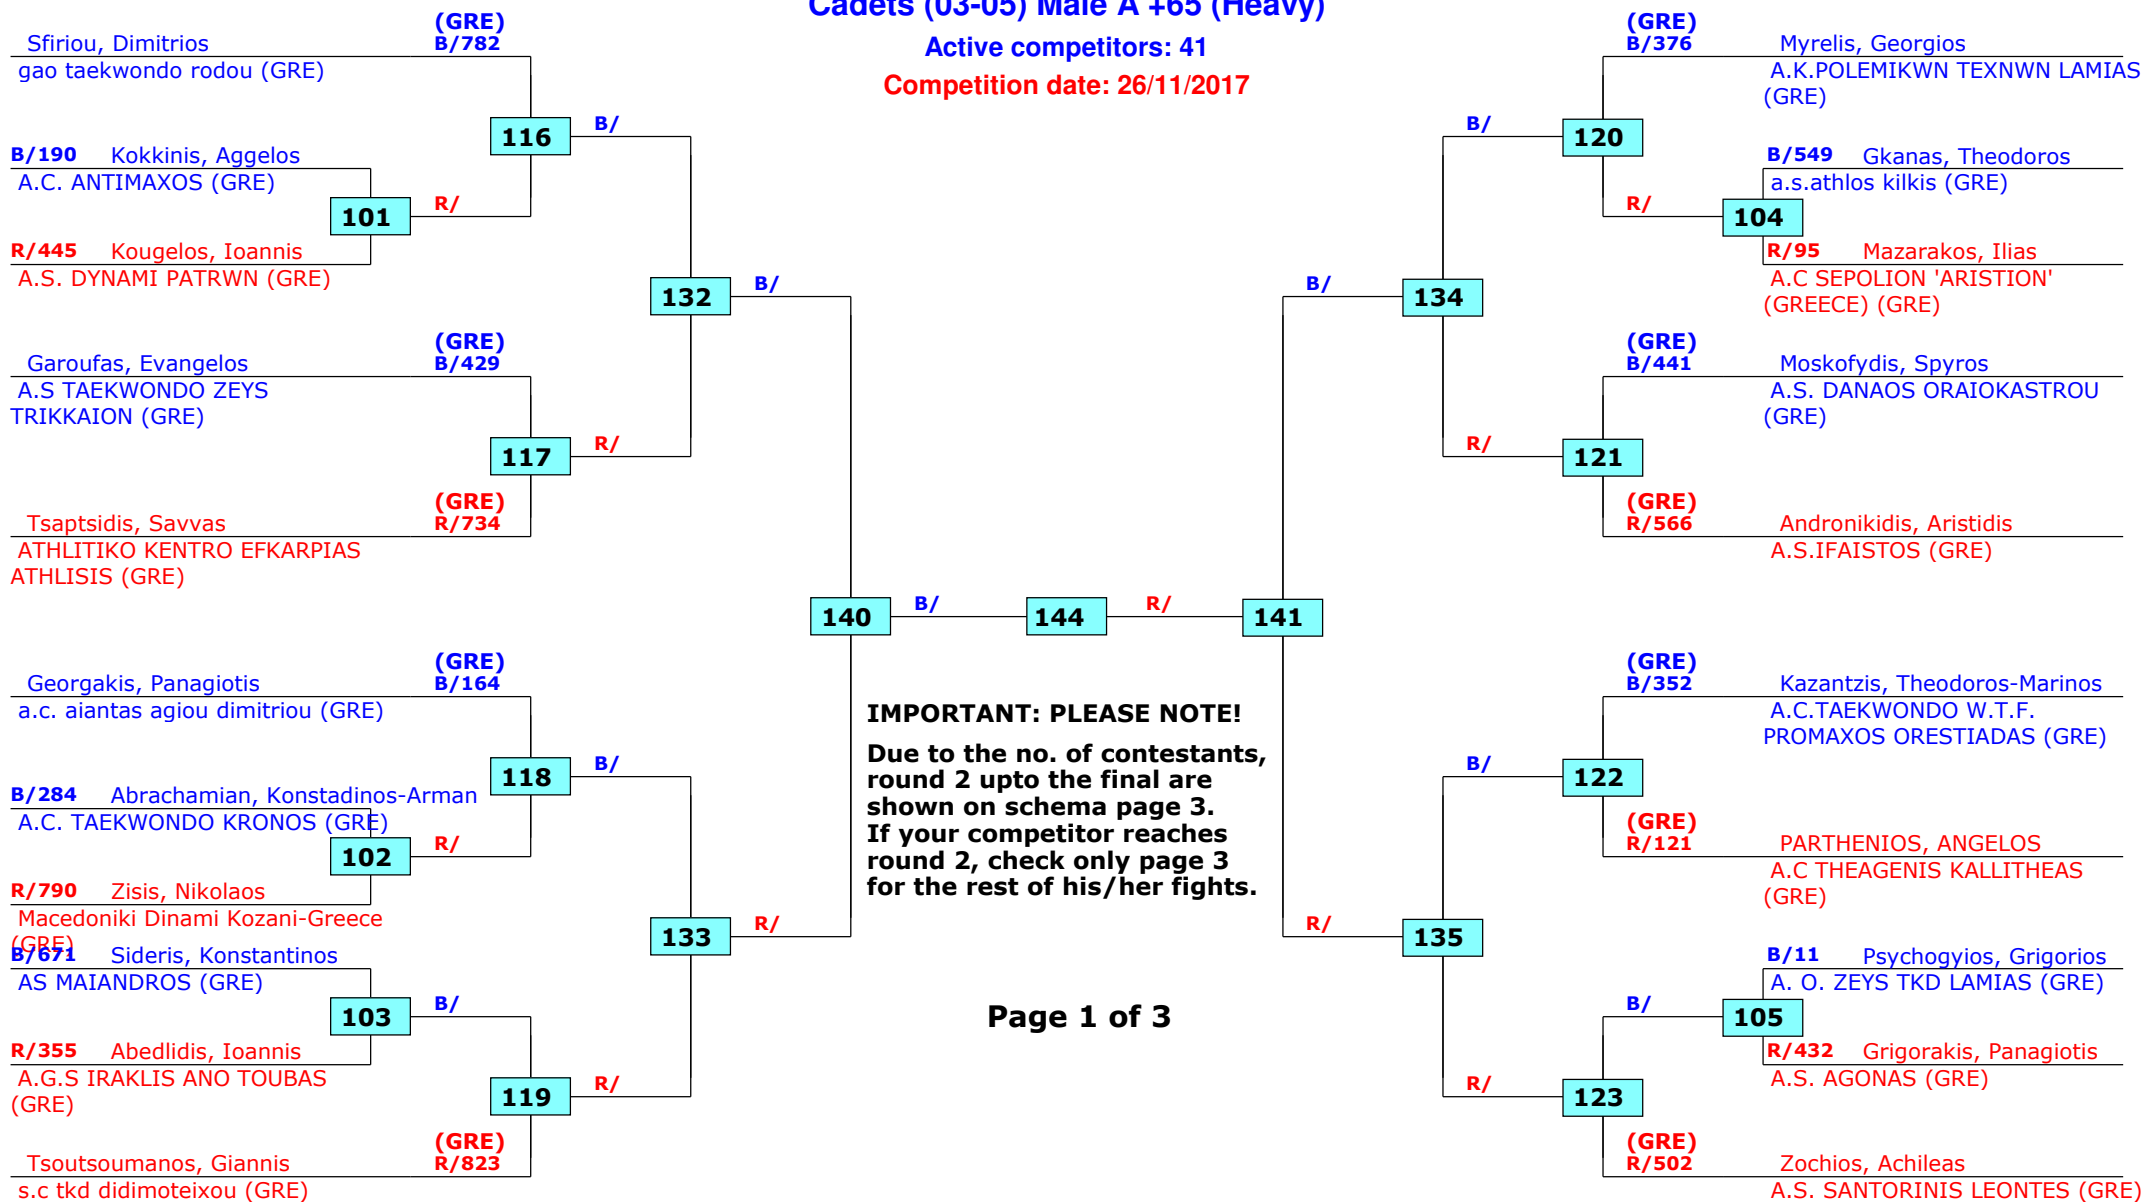 Cadets (03-05) Male A +65 (Heavy)
Active competitors: 41
Competition date: 26/11/2017
(GRE)
Sfiriou, Dimitrios B/782
gao taekwondo rodou (GRE)
116
B/
B/190 Kokkinis, Aggelos
A.C. ANTIMAXOS (GRE)
101
R/
R/445 Kougelos, Ioannis
A.S. DYNAMI PATRWN (GRE)
132
B/
(GRE)
Garoufas, Evangelos B/429
A.S TAEKWONDO ZEYS
TRIKKAION (GRE)
117
R/
(GRE)
Tsaptsidis, Savvas R/734
ATHLITIKO KENTRO EFKARPIAS
ATHLISIS (GRE)
140
B/
144
R/
141
(GRE)
Georgakis, Panagiotis B/164
a.c. aiantas agiou dimitriou (GRE)
118
B/
B/284 Abrachamian, Konstadinos-Arman
A.C. TAEKWONDO KRONOS (GRE)
102
R/
R/790 Zisis, Nikolaos
Macedoniki Dinami Kozani-Greece
(GRE)
133
R/
B/671 Sideris, Konstantinos
AS MAIANDROS (GRE)
103
B/
R/355 Abedlidis, Ioannis
A.G.S IRAKLIS ANO TOUBAS
(GRE)
119
R/
(GRE)
Tsoutsoumanos, Giannis R/823
s.c tkd didimoteixou (GRE)
IMPORTANT: PLEASE NOTE!
Due to the no. of contestants,
round 2 upto the final are
shown on schema page 3.
If your competitor reaches
round 2, check only page 3
for the rest of his/her fights.
Page 1 of 3
(GRE)
B/376 Myrelis, Georgios
A.K.POLEMIKWN TEXNWN LAMIAS
(GRE)
B/
120
B/549 Gkanas, Theodoros
a.s.athlos kilkis (GRE)
R/
104
R/95 Mazarakos, Ilias
A.C SEPOLION 'ARISTION'
(GREECE) (GRE)
B/
134
(GRE)
B/441 Moskofydis, Spyros
A.S. DANAOS ORAIOKASTROU
(GRE)
R/
121
(GRE)
R/566 Andronikidis, Aristidis
A.S.IFAISTOS (GRE)
(GRE)
B/352 Kazantzis, Theodoros-Marinos
A.C.TAEKWONDO W.T.F.
PROMAXOS ORESTIADAS (GRE)
B/
122
(GRE)
R/121 PARTHENIOS, ANGELOS
A.C THEAGENIS KALLITHEAS
(GRE)
R/
135
B/11 Psychogyios, Grigorios
A. O. ZEYS TKD LAMIAS (GRE)
B/
105
R/432 Grigorakis, Panagiotis
A.S. AGONAS (GRE)
R/
123
(GRE)
R/502 Zochios, Achileas
A.S. SANTORINIS LEONTES (GRE)